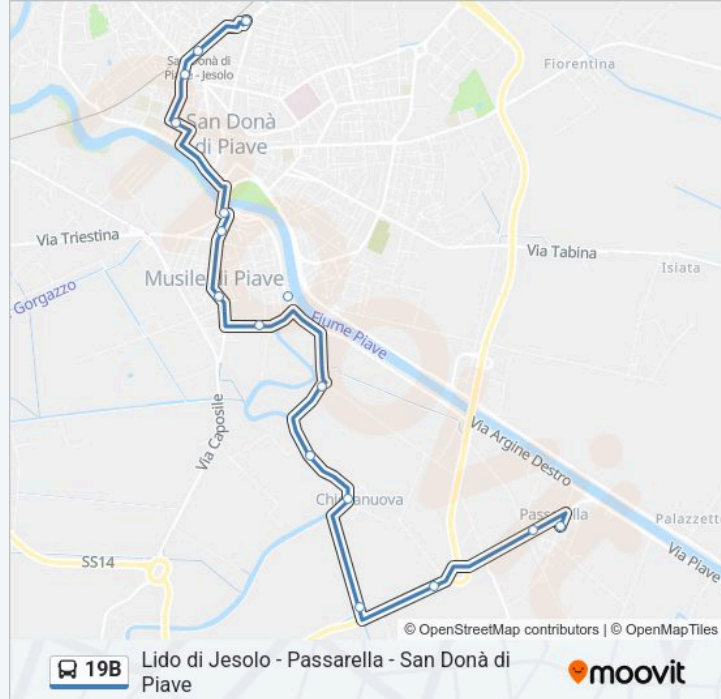 Fiorentina
San Donà di
Piave - Jesolo
San Donà
di Piave
Via Triestina
Via Tabina
Isiata
Musile di Piave
Gorgazzo
Fiume Piave
Via Caposile
Via Argine Destro
Chiesanuova
Passarella
Palazzetto
Via Piave
SS14
© OpenStreetMap contributors | © OpenMapTiles
19B
Lido di Jesolo - Passarella - San Donà di
Piave
moovit